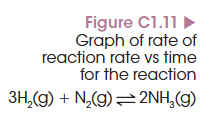 Figure C1.11 ▶
Graph of rate of
reaction rate vs time
for the reaction
3H₂(g) + N₂(g) ⇌ 2NH₃(g)